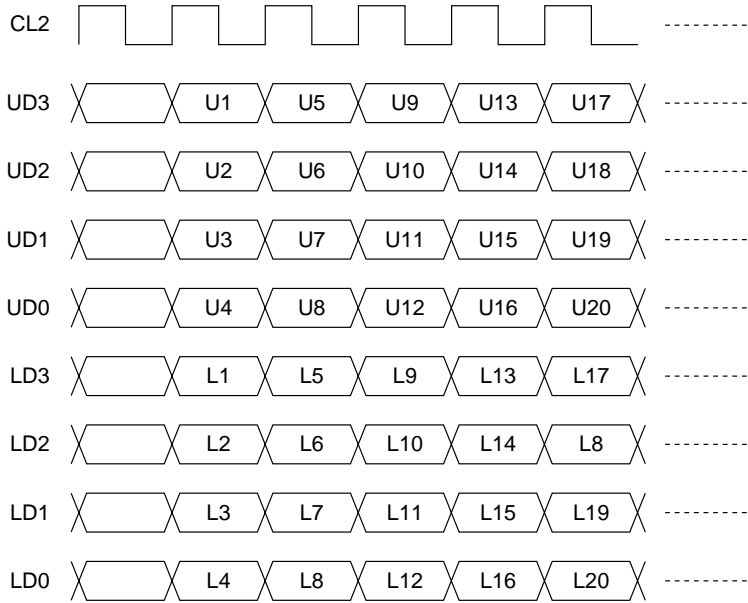 CL2
UD3 U1 U5 U9 U13 U17
UD2 U2 U6 U10 U14 U18
UD1 U3 U7 U11 U15 U19
UD0 U4 U8 U12 U16 U20
LD3 L1 L5 L9 L13 L17
LD2 L2 L6 L10 L14 L8
LD1 L3 L7 L11 L15 L19
LD0 L4 L8 L12 L16 L20